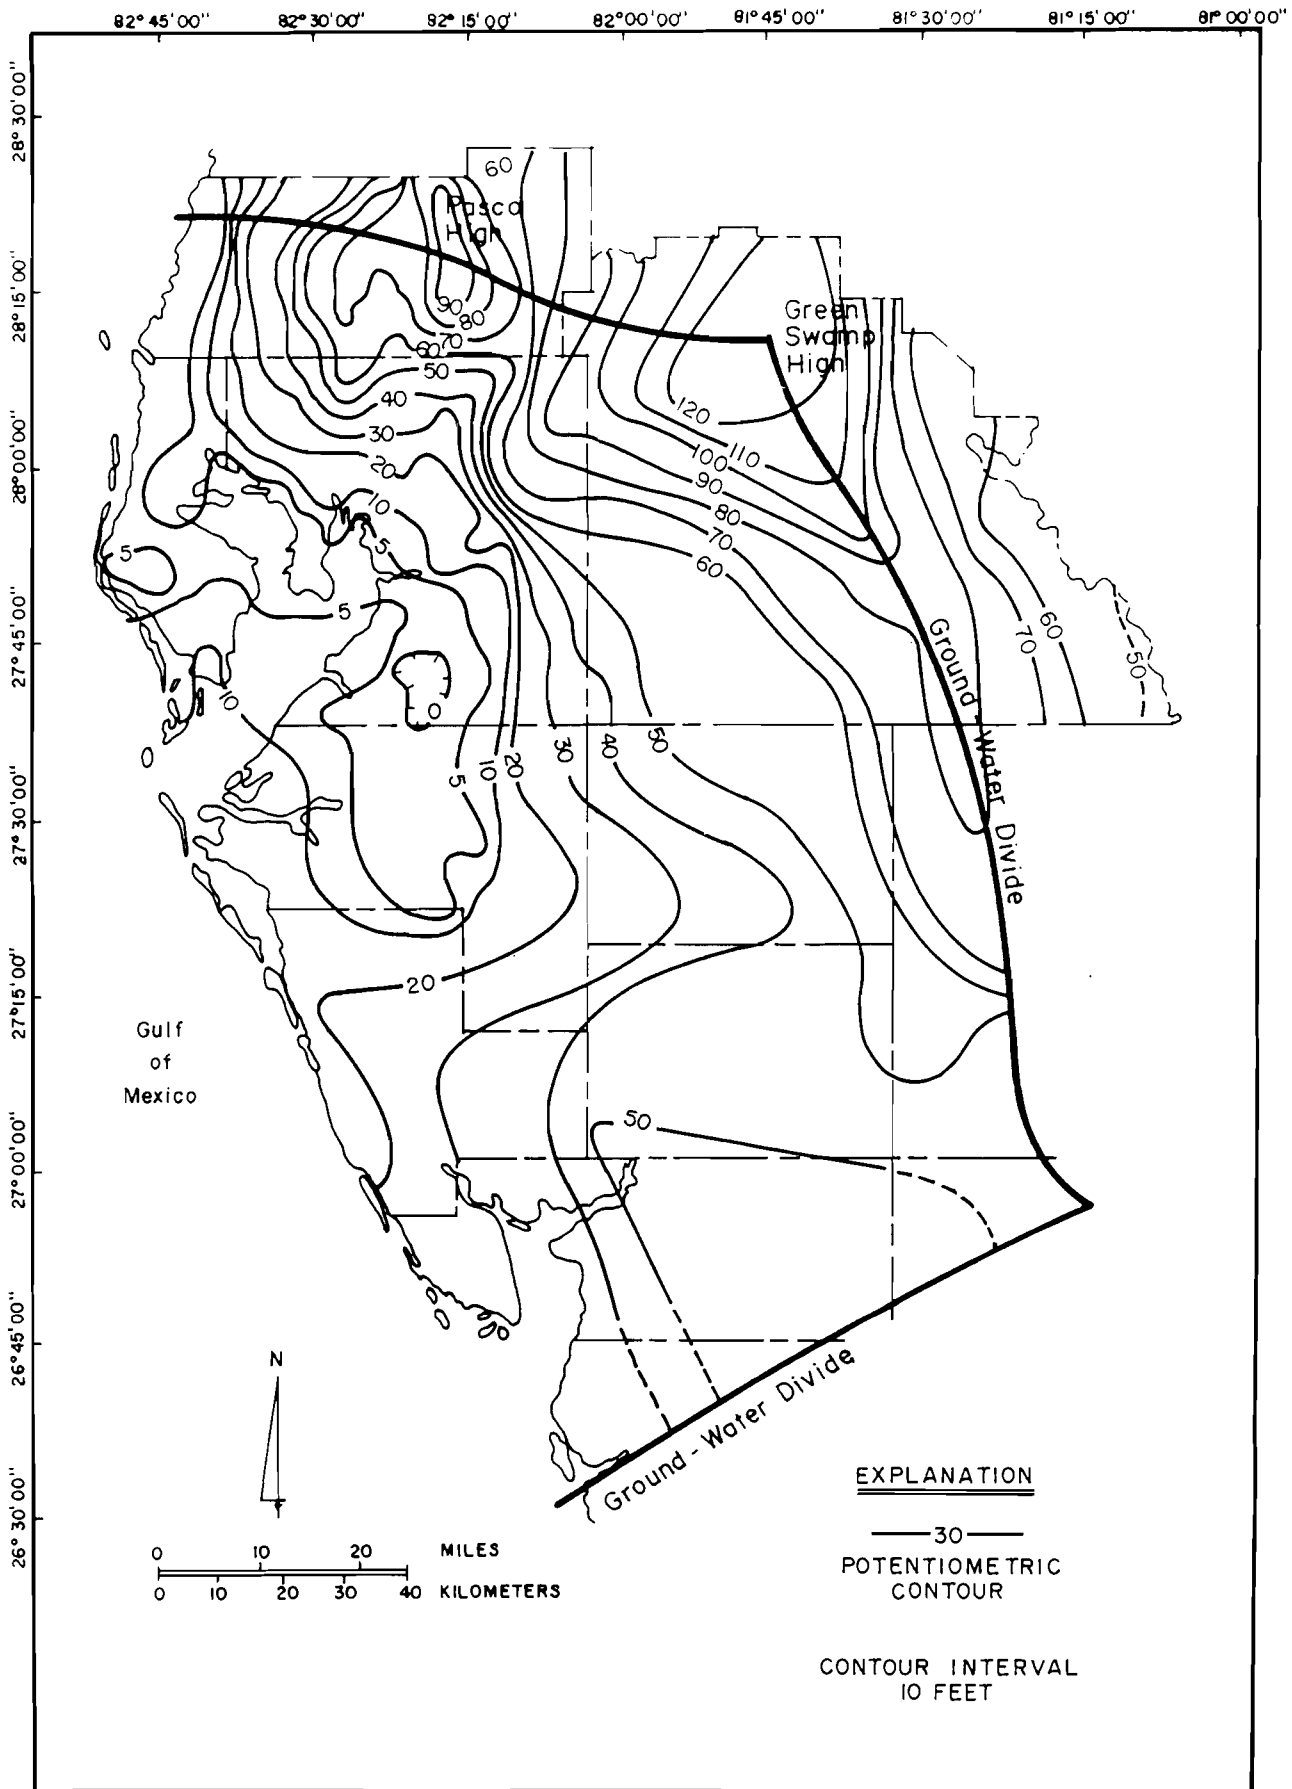 82° 45' 00"
82° 30' 00"
82° 15' 00"
82° 00' 00"
81° 45' 00"
81° 30' 00"
81° 15' 00"
81° 00' 00"
28° 30' 00"
28° 15' 00"
28° 00' 00"
27° 45' 00"
27° 30' 00"
27° 15' 00"
27° 00' 00"
26° 45' 00"
26° 30' 00"
60
Pasco
High
90
80
70
60
50
40
30
20
10
5
Green
Swamp
High
120
110
100
90
80
70
60
5
5
10
0
5
10
20
30
40
50
60
70
50
Ground-Water Divide
20
50
Gulf
of
Mexico
N
Ground-Water Divide
0 10 20 MILES
0 10 20 30 40 KILOMETERS
EXPLANATION
30
POTENTIOMETRIC
CONTOUR
CONTOUR INTERVAL
10 FEET